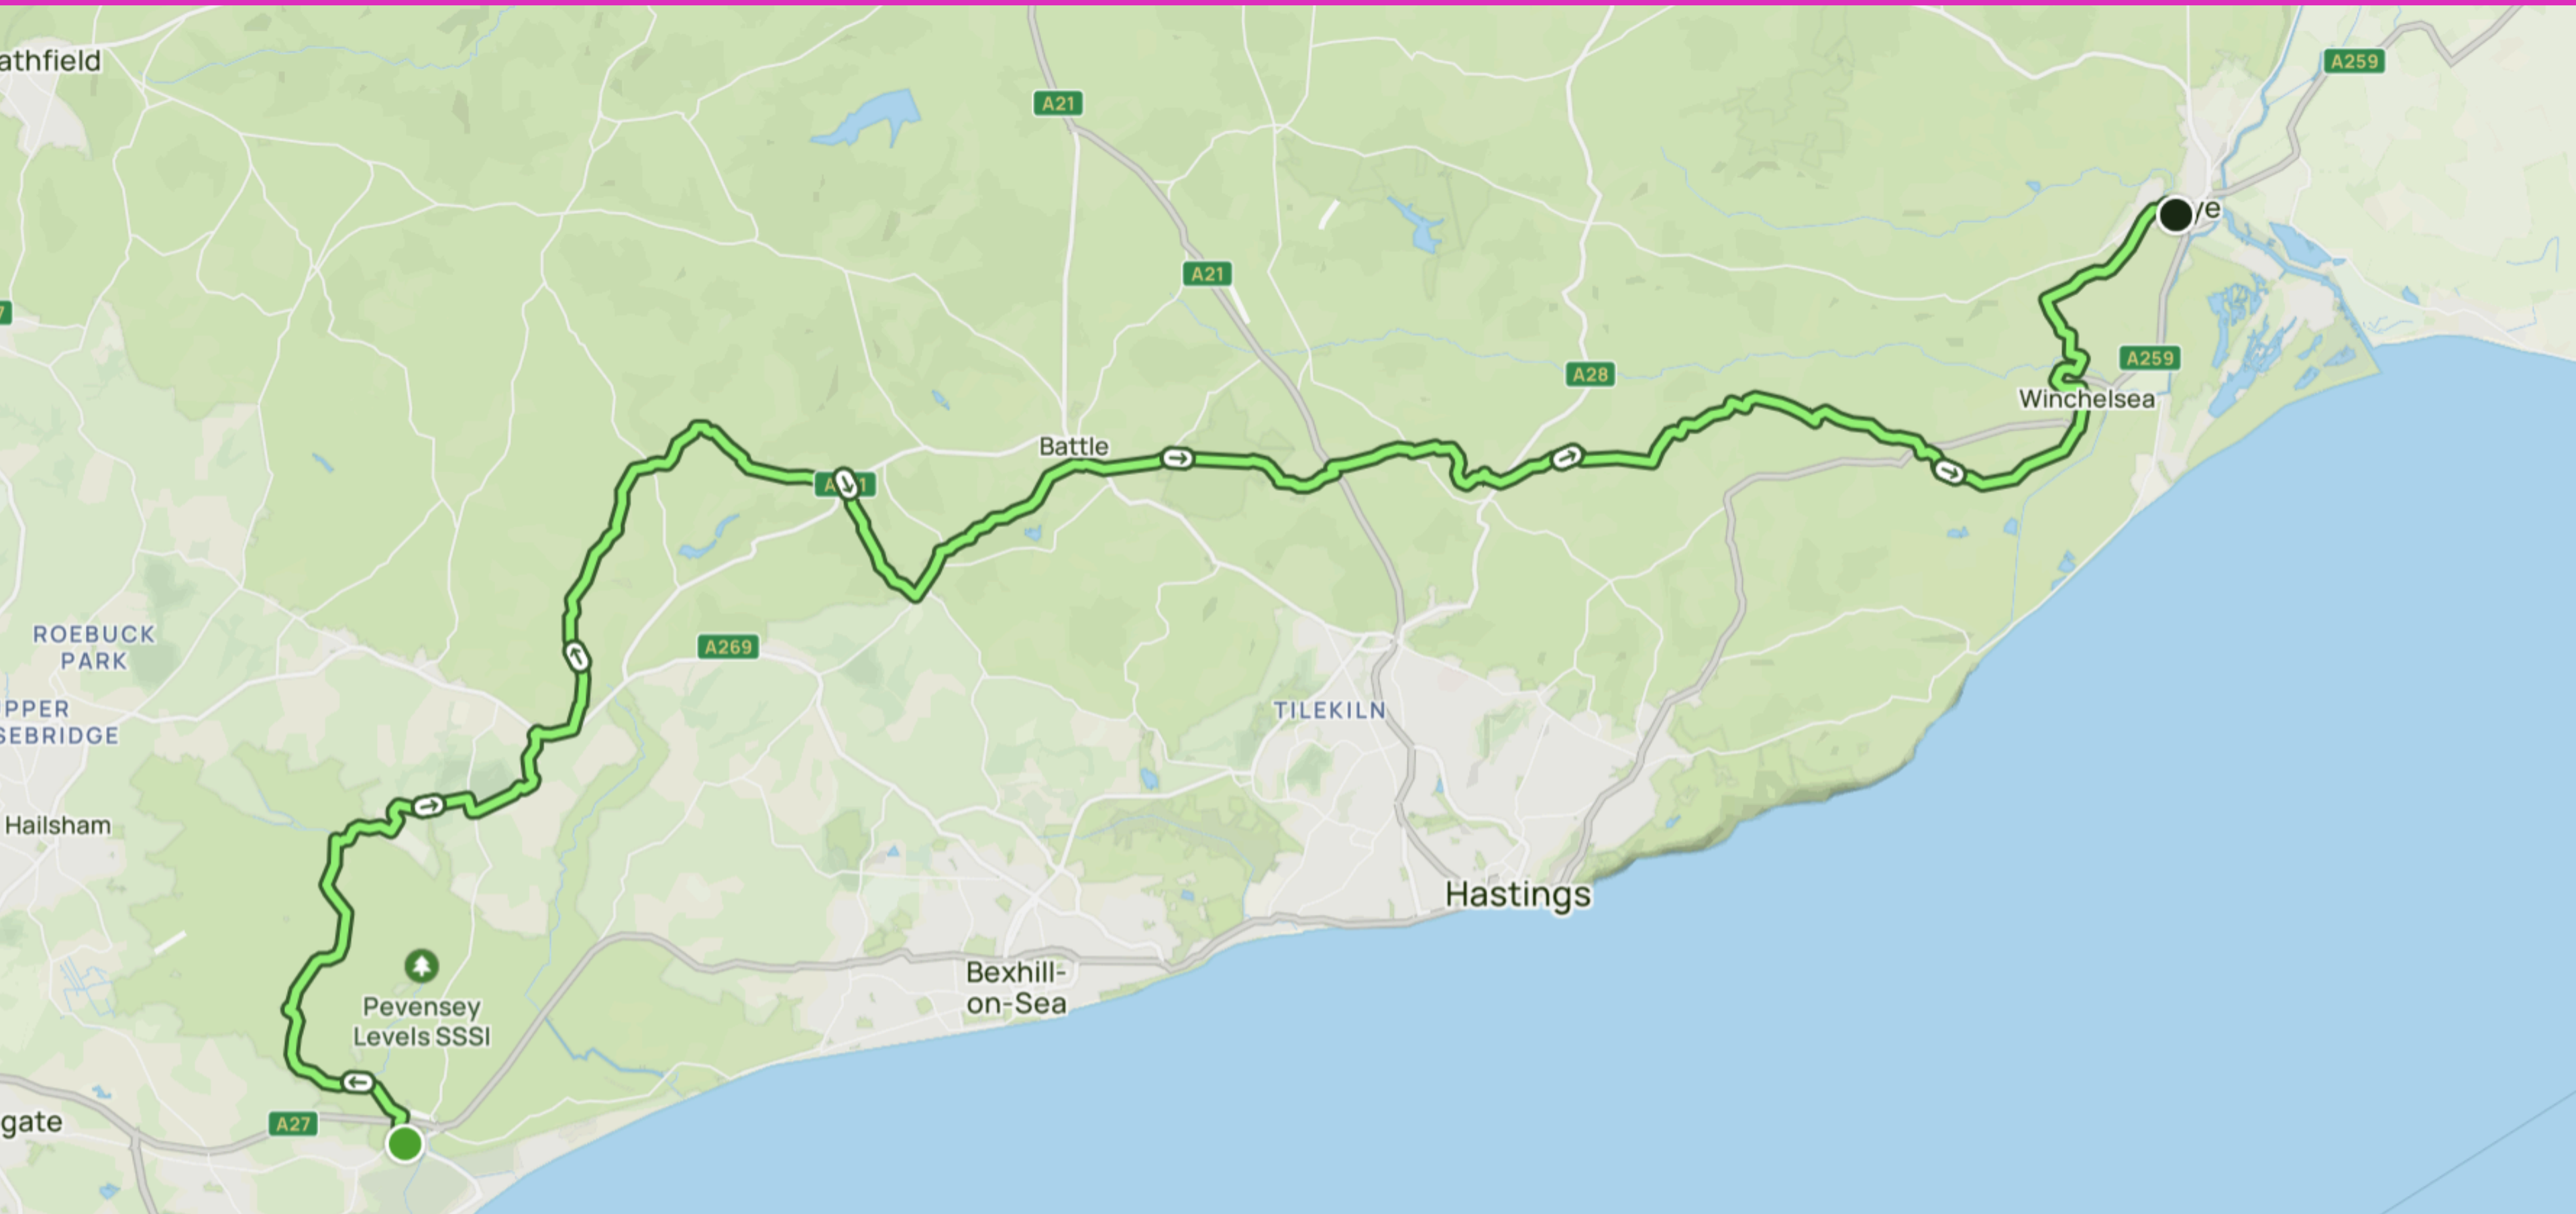 athfield
A259
A21
ye
A21
A259
A28
Winchelsea
Battle
ROEBUCK
PARK
A269
PPER
SEBRIDGE
TILEKILN
Hailsham
Hastings
Bexhill-
on-Sea
Pevensey
Levels SSSI
A27
gate